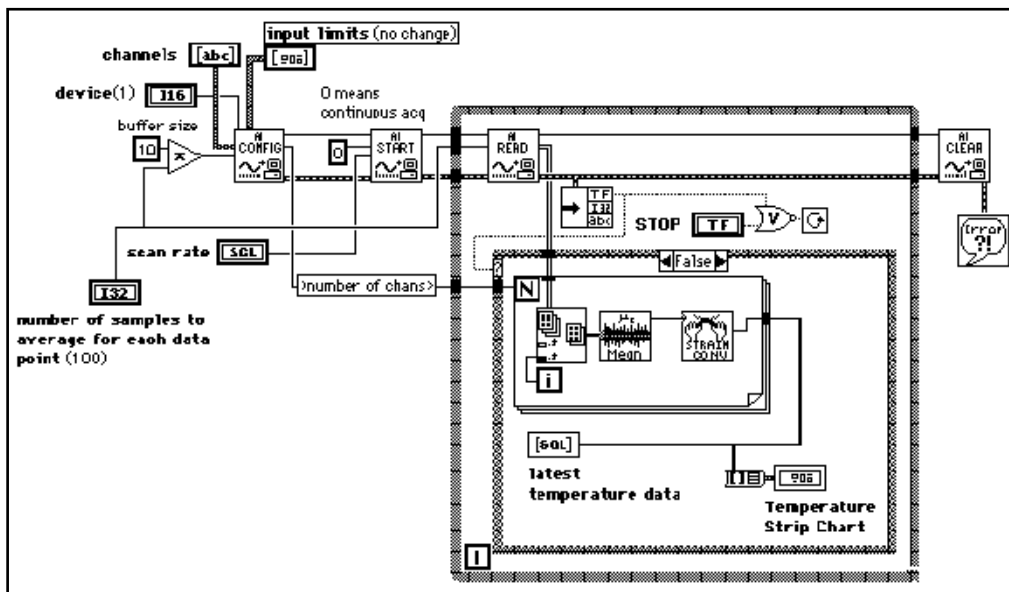 input limits (no change)
channels
[abc]
[906]
device(1)
I16
0 means
continuous acq
buffer size
10
AI
CONFIG
0
AI
START
AI
READ
AI
CLEAR
TF
I32
abc
STOP
TF
V
Error
?!
scan rate
SGL
False
number of chans
I32
N
number of samples to
average for each data
point (100)
µε
Mean
STRAIN
CONV
i
[SGL]
latest
temperature data
906
Temperature
Strip Chart
I